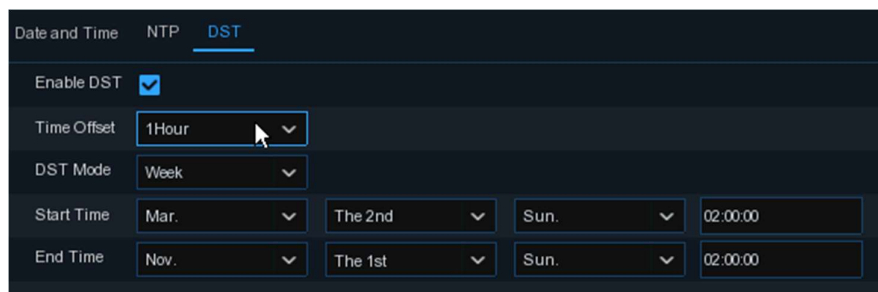 Date and Time NTP DST
Enable DST
Time Offset 1Hour
DST Mode Week
Start Time Mar. The 2nd Sun. 02:00:00
End Time Nov. The 1st Sun. 02:00:00